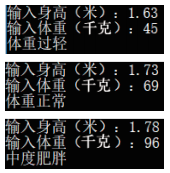 输入身高（米）：1.63
输入体重（千克）：45
体重过轻
输入身高（米）：1.73
输入体重（千克）：69
体重正常
输入身高（米）：1.78
输入体重（千克）：96
中度肥胖